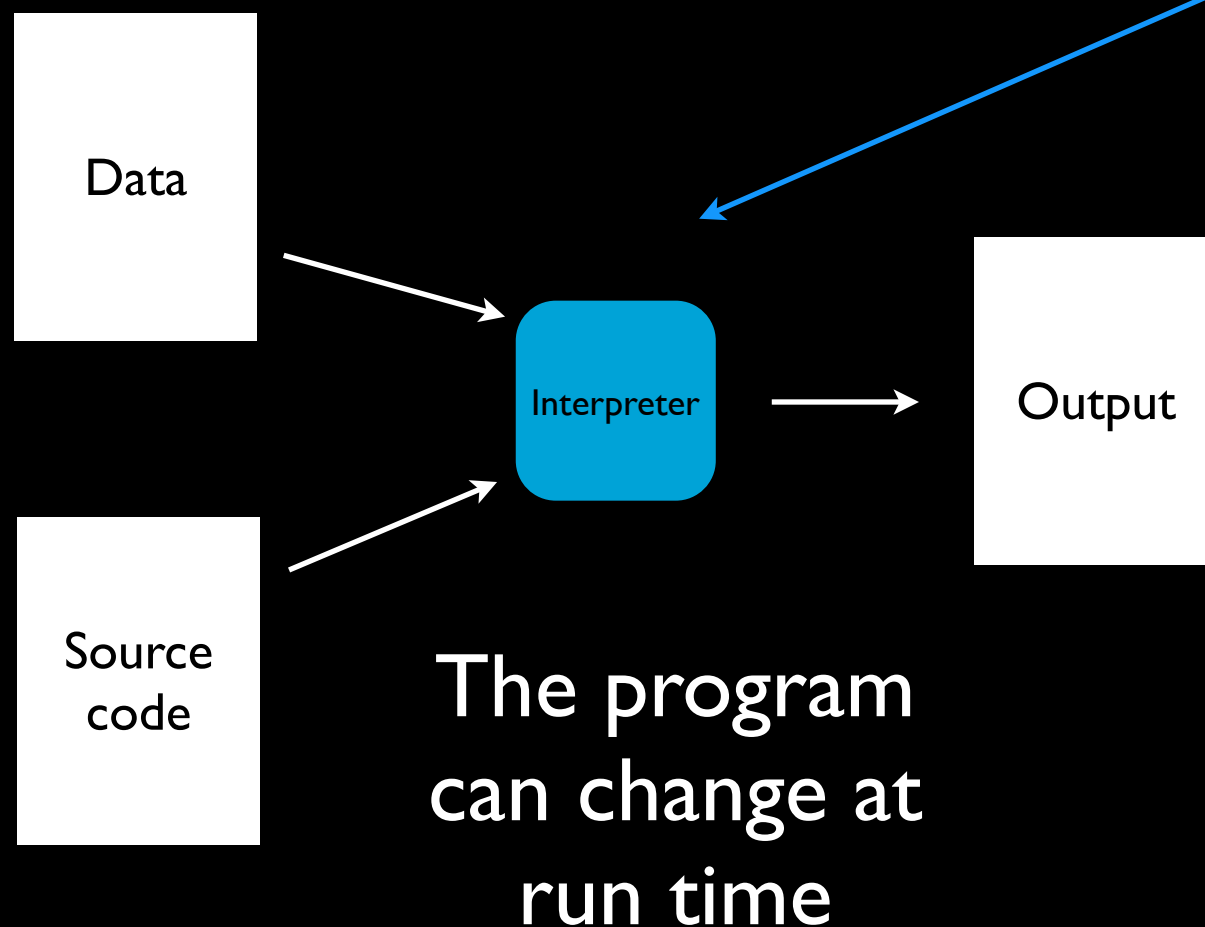 Data
Interpreter
Output
Source
code
The program
can change at
run time